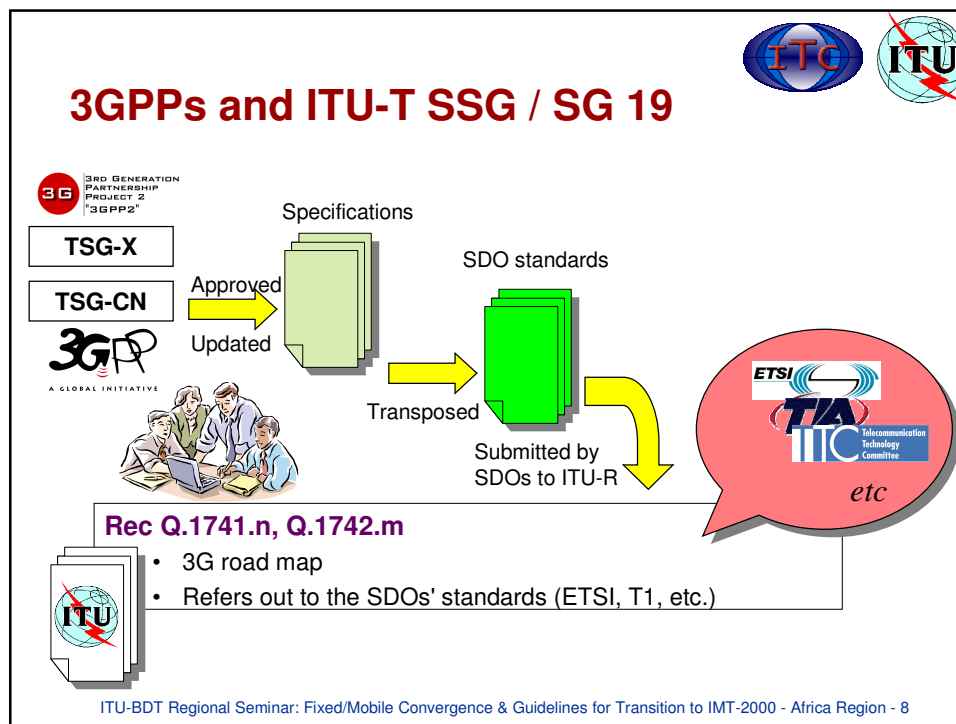 ITC
ITU
3GPPs and ITU-T SSG / SG 19
3G
3RD GENERATION
PARTNERSHIP
PROJECT 2
"3GPP2"
TSG-X
TSG-CN
3GPP
A GLOBAL INITIATIVE
Approved
Updated
Specifications
Transposed
SDO standards
Submitted by
SDOs to ITU-R
ETSI
TIA
TTC Telecommunication
Technology
Committee
etc
Rec Q.1741.n, Q.1742.m
• 3G road map
• Refers out to the SDOs' standards (ETSI, T1, etc.)
ITU
ITU-BDT Regional Seminar: Fixed/Mobile Convergence & Guidelines for Transition to IMT-2000 - Africa Region - 8